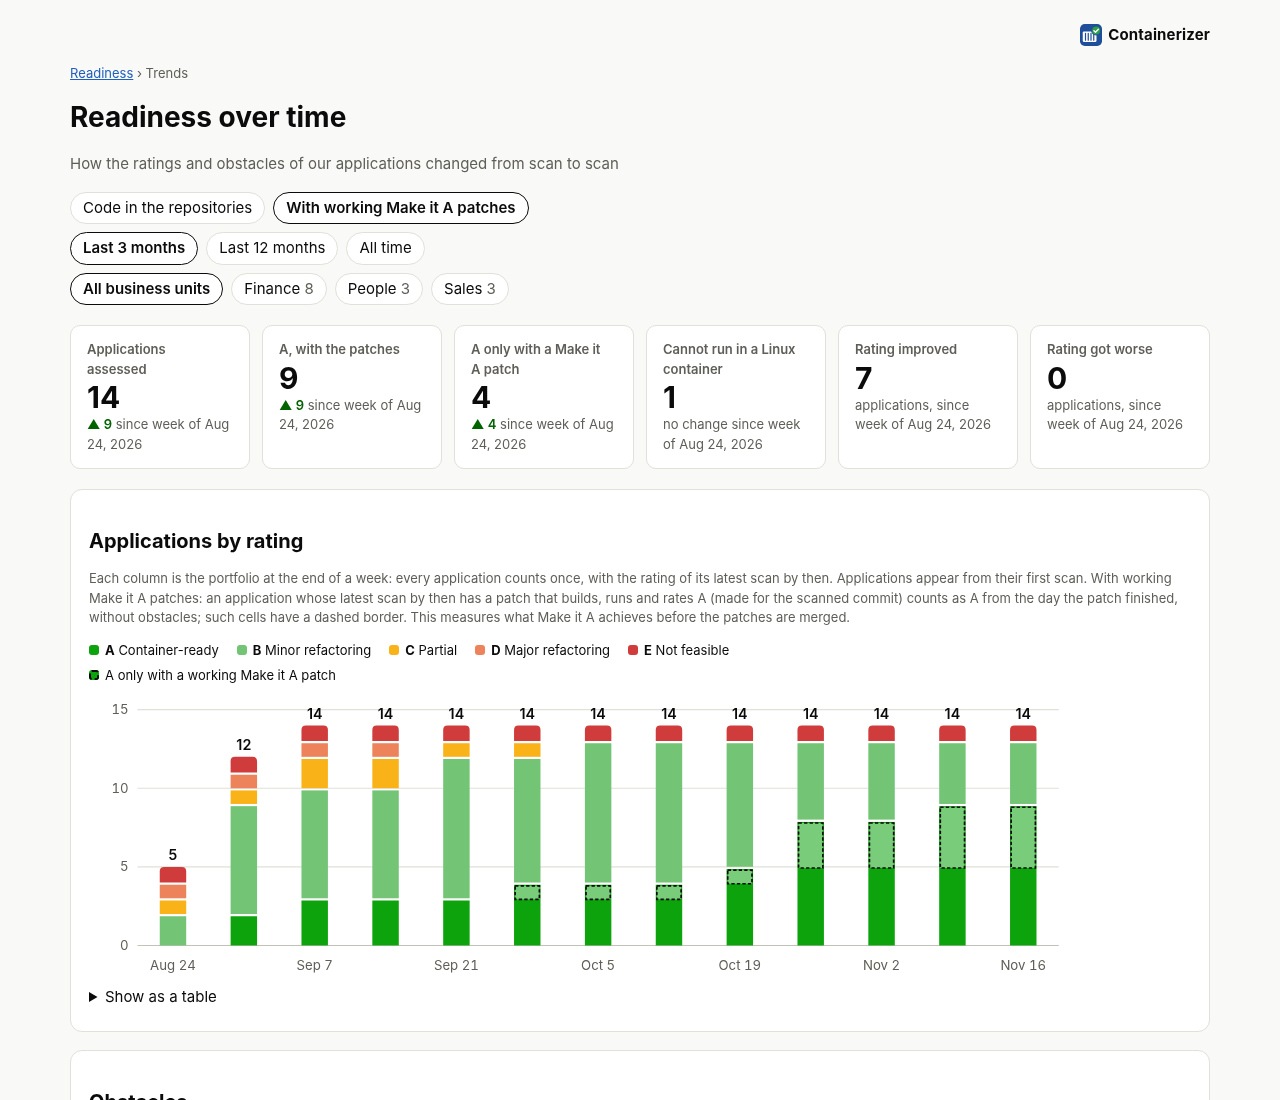 Containerizer
Readiness › Trends
Readiness over time
How the ratings and obstacles of our applications changed from scan to scan
Code in the repositories
With working Make it A patches
Last 3 months
Last 12 months
All time
All business units
Finance 8
People 3
Sales 3
Applications
assessed
14
▲ 9 since week of Aug
24, 2026
A, with the patches
9
▲ 9 since week of Aug
24, 2026
A only with a Make it
A patch
4
▲ 4 since week of Aug
24, 2026
Cannot run in a Linux
container
1
no change since week
of Aug 24, 2026
Rating improved
7
applications, since
week of Aug 24, 2026
Rating got worse
0
applications, since
week of Aug 24, 2026
Applications by rating
Each column is the portfolio at the end of a week: every application counts once, with the rating of its latest scan by then. Applications appear from their first scan. With working
Make it A patches: an application whose latest scan by then has a patch that builds, runs and rates A (made for the scanned commit) counts as A from the day the patch finished,
without obstacles; such cells have a dashed border. This measures what Make it A achieves before the patches are merged.
A Container-ready
B Minor refactoring
C Partial
D Major refactoring
E Not feasible
A only with a working Make it A patch
15
10
5
0
5
12
14
14
14
14
14
14
14
14
14
14
14
Aug 24
Sep 7
Sep 21
Oct 5
Oct 19
Nov 2
Nov 16
▶ Show as a table